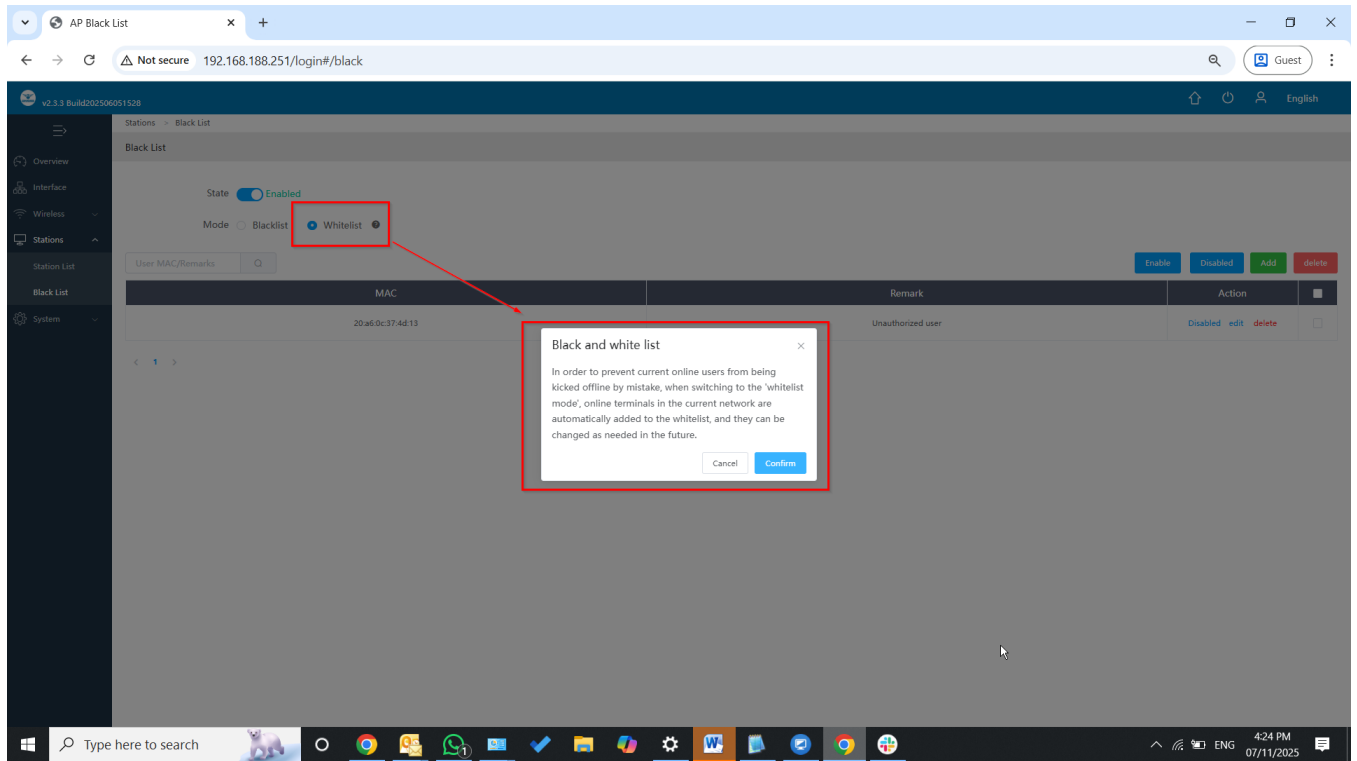 AP Black List
Not secure 192.168.188.251/login#/black
Guest
v2.3.3 Build202506051528
English
Stations > Black List
Black List
Overview
Interface
Wireless
Stations
Station List
Black List
System
State Enabled
Mode Blacklist Whitelist
User MAC/Remarks
Enable Disabled Add delete
MAC Remark Action
20:a6:0c:37:4d:13 Unauthorized user Disabled edit delete
< 1 >
Black and white list
In order to prevent current online users from being
kicked offline by mistake, when switching to the 'whitelist
mode', online terminals in the current network are
automatically added to the whitelist, and they can be
changed as needed in the future.
Cancel Confirm
Type here to search
1
ENG
4:24 PM
07/11/2025